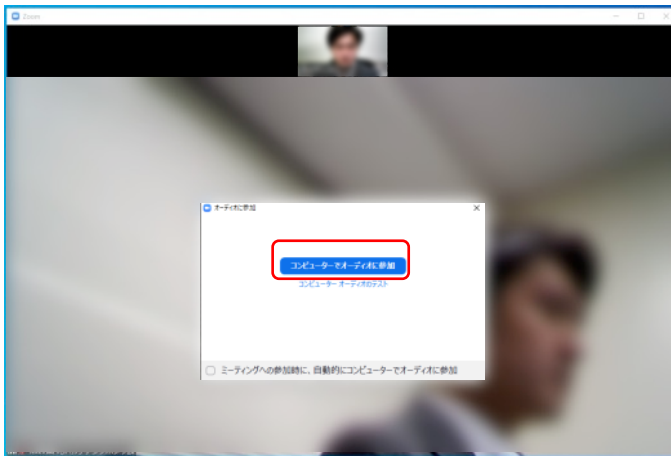 Zoom
オーディオに参加
コンピューターでオーディオに参加
コンピューター オーディオのテスト
ミーティングへの参加時に、自動的にコンピューターでオーディオに参加